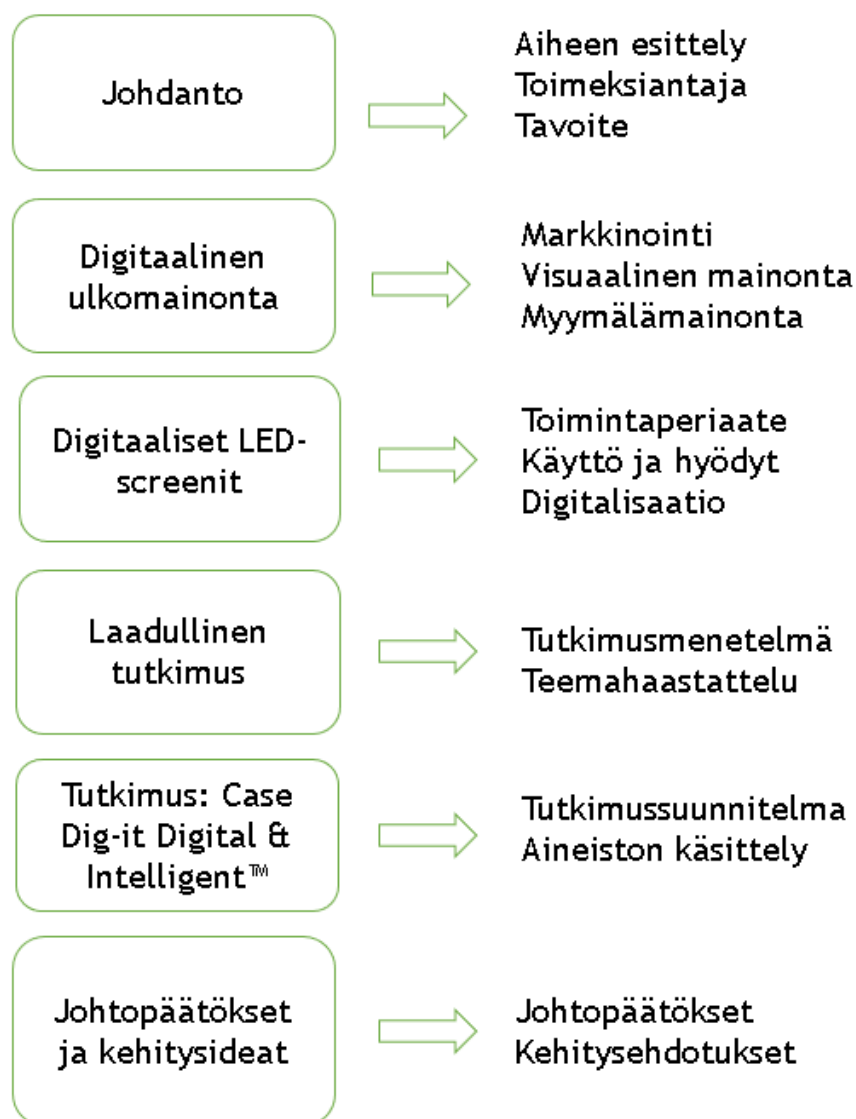 Johdanto
Aiheen esittely
Toimeksiantaja
Tavoite
Digitaalinen
ulkomainonta
Markkinointi
Visuaalinen mainonta
Myymälämainonta
Digitaaliset LED-
screenit
Toimintaperiaate
Käyttö ja hyödyt
Digitalisaatio
Laadullinen
tutkimus
Tutkimusmenetelmä
Teemahaastattelu
Tutkimus: Case
Dig-it Digital &
Intelligent™
Tutkimussuunnitelma
Aineiston käsittely
Johtopäätökset
ja kehitysideat
Johtopäätökset
Kehitysehdotukset